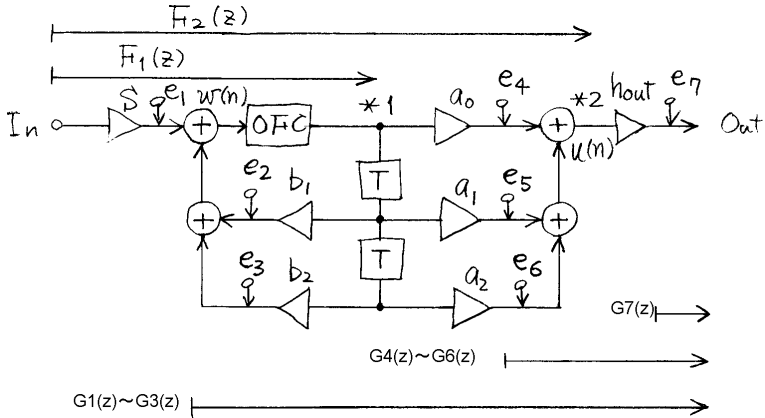 F₂(z)
F₁(z)
S e₁ w(n) *1 a₀ e₄ *2 hout e₇
In + OFC + Out
u(n)
T
e₂ b₁ a₁ e₅
+ +
T
e₃ b₂ a₂ e₆
G7(z)
G4(z)～G6(z)
G1(z)～G3(z)